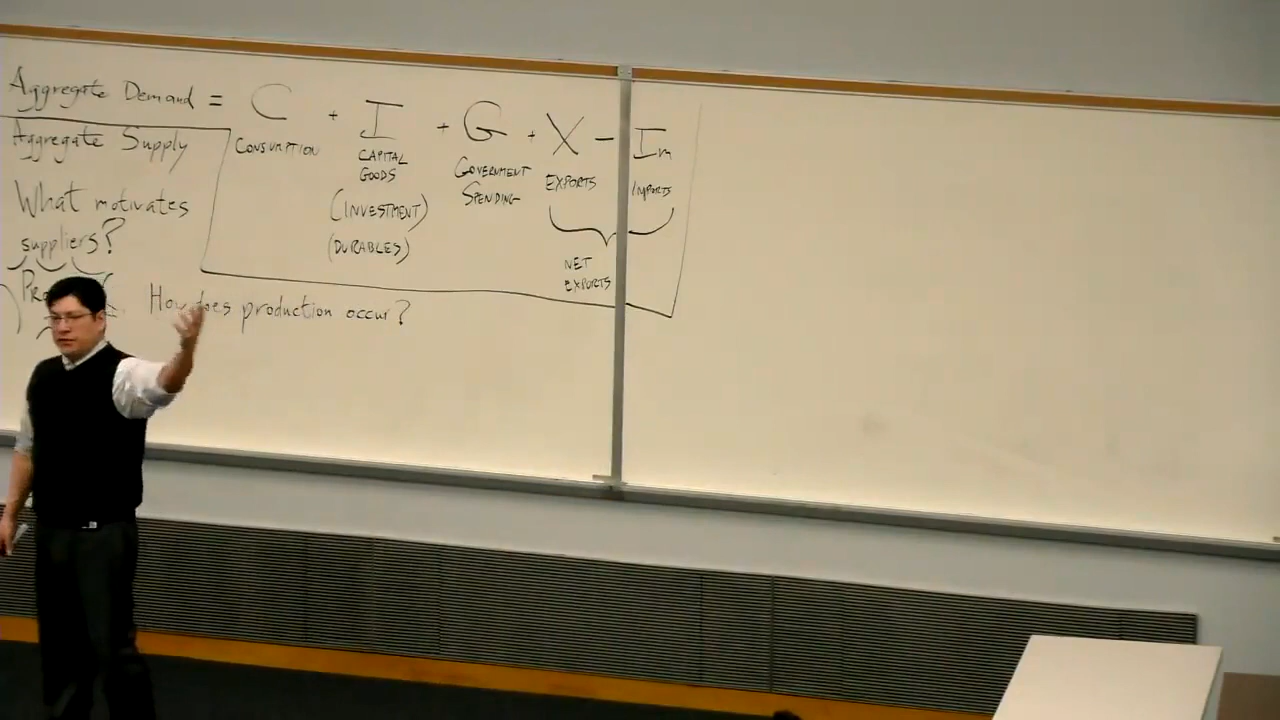 Aggregate Demand = C + I + G + X - Im
CONSUMPTION
CAPITAL
GOODS
(INVESTMENT)
(DURABLES)
GOVERNMENT
SPENDING
EXPORTS
IMPORTS
NET
EXPORTS
Aggregate Supply
What motivates
suppliers?
How does production occur?